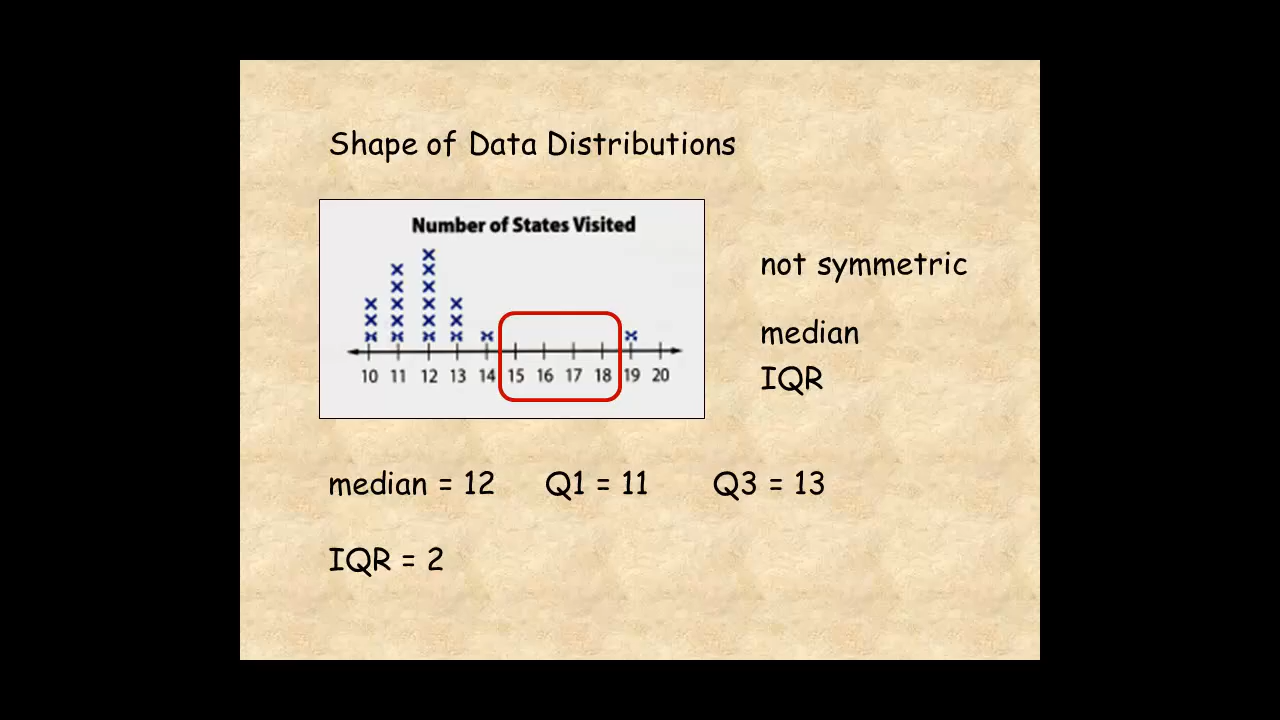 Shape of Data Distributions
Number of States Visited
10 11 12 13 14 15 16 17 18 19 20
not symmetric
median
IQR
median = 12 Q1 = 11 Q3 = 13
IQR = 2